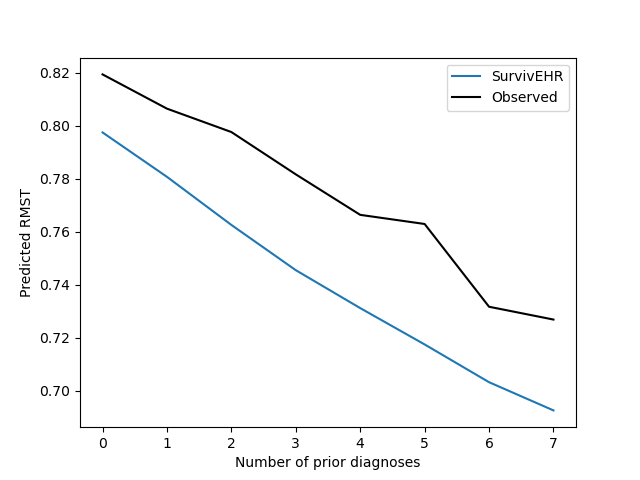 SurvivEHR
Observed
0.82
0.80
0.78
0.76
0.74
0.72
0.70
Predicted RMST
0 1 2 3 4 5 6 7
Number of prior diagnoses